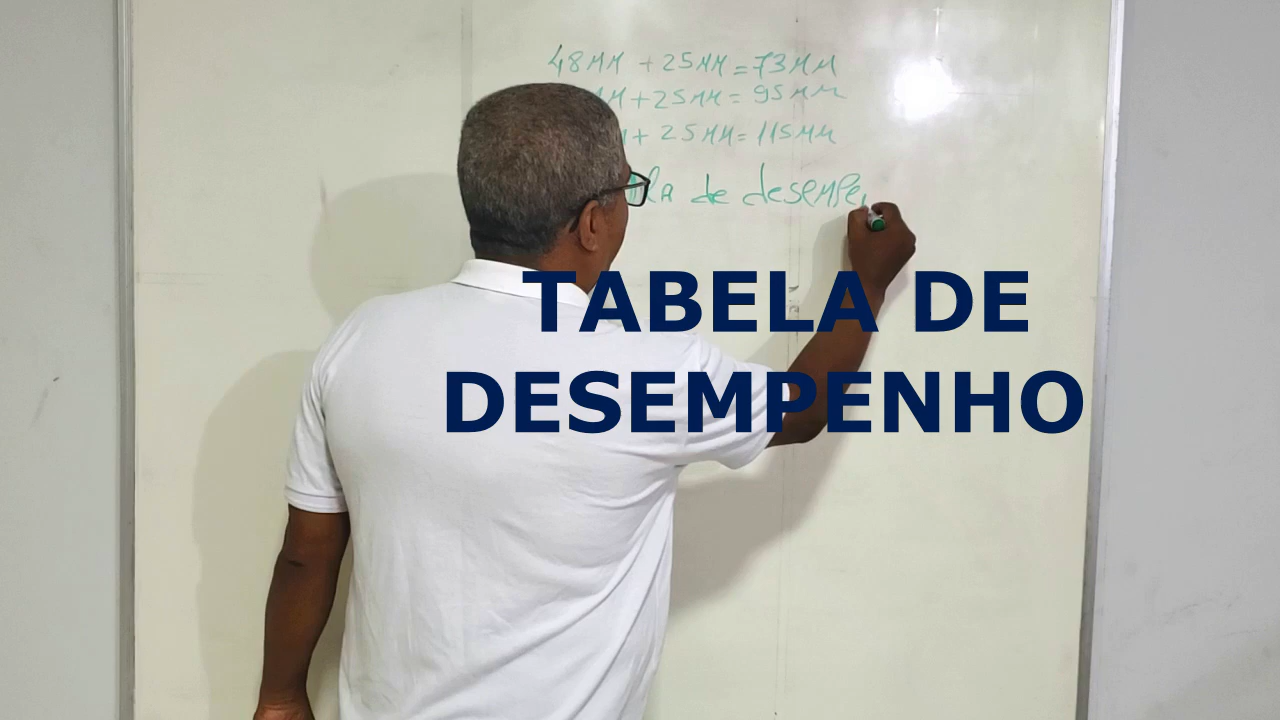 48MM + 25MM = 73MM
+ 25MM = 95MM
+ 25MM = 115MM
de desempe
TABELA DE
DESEMPENHO